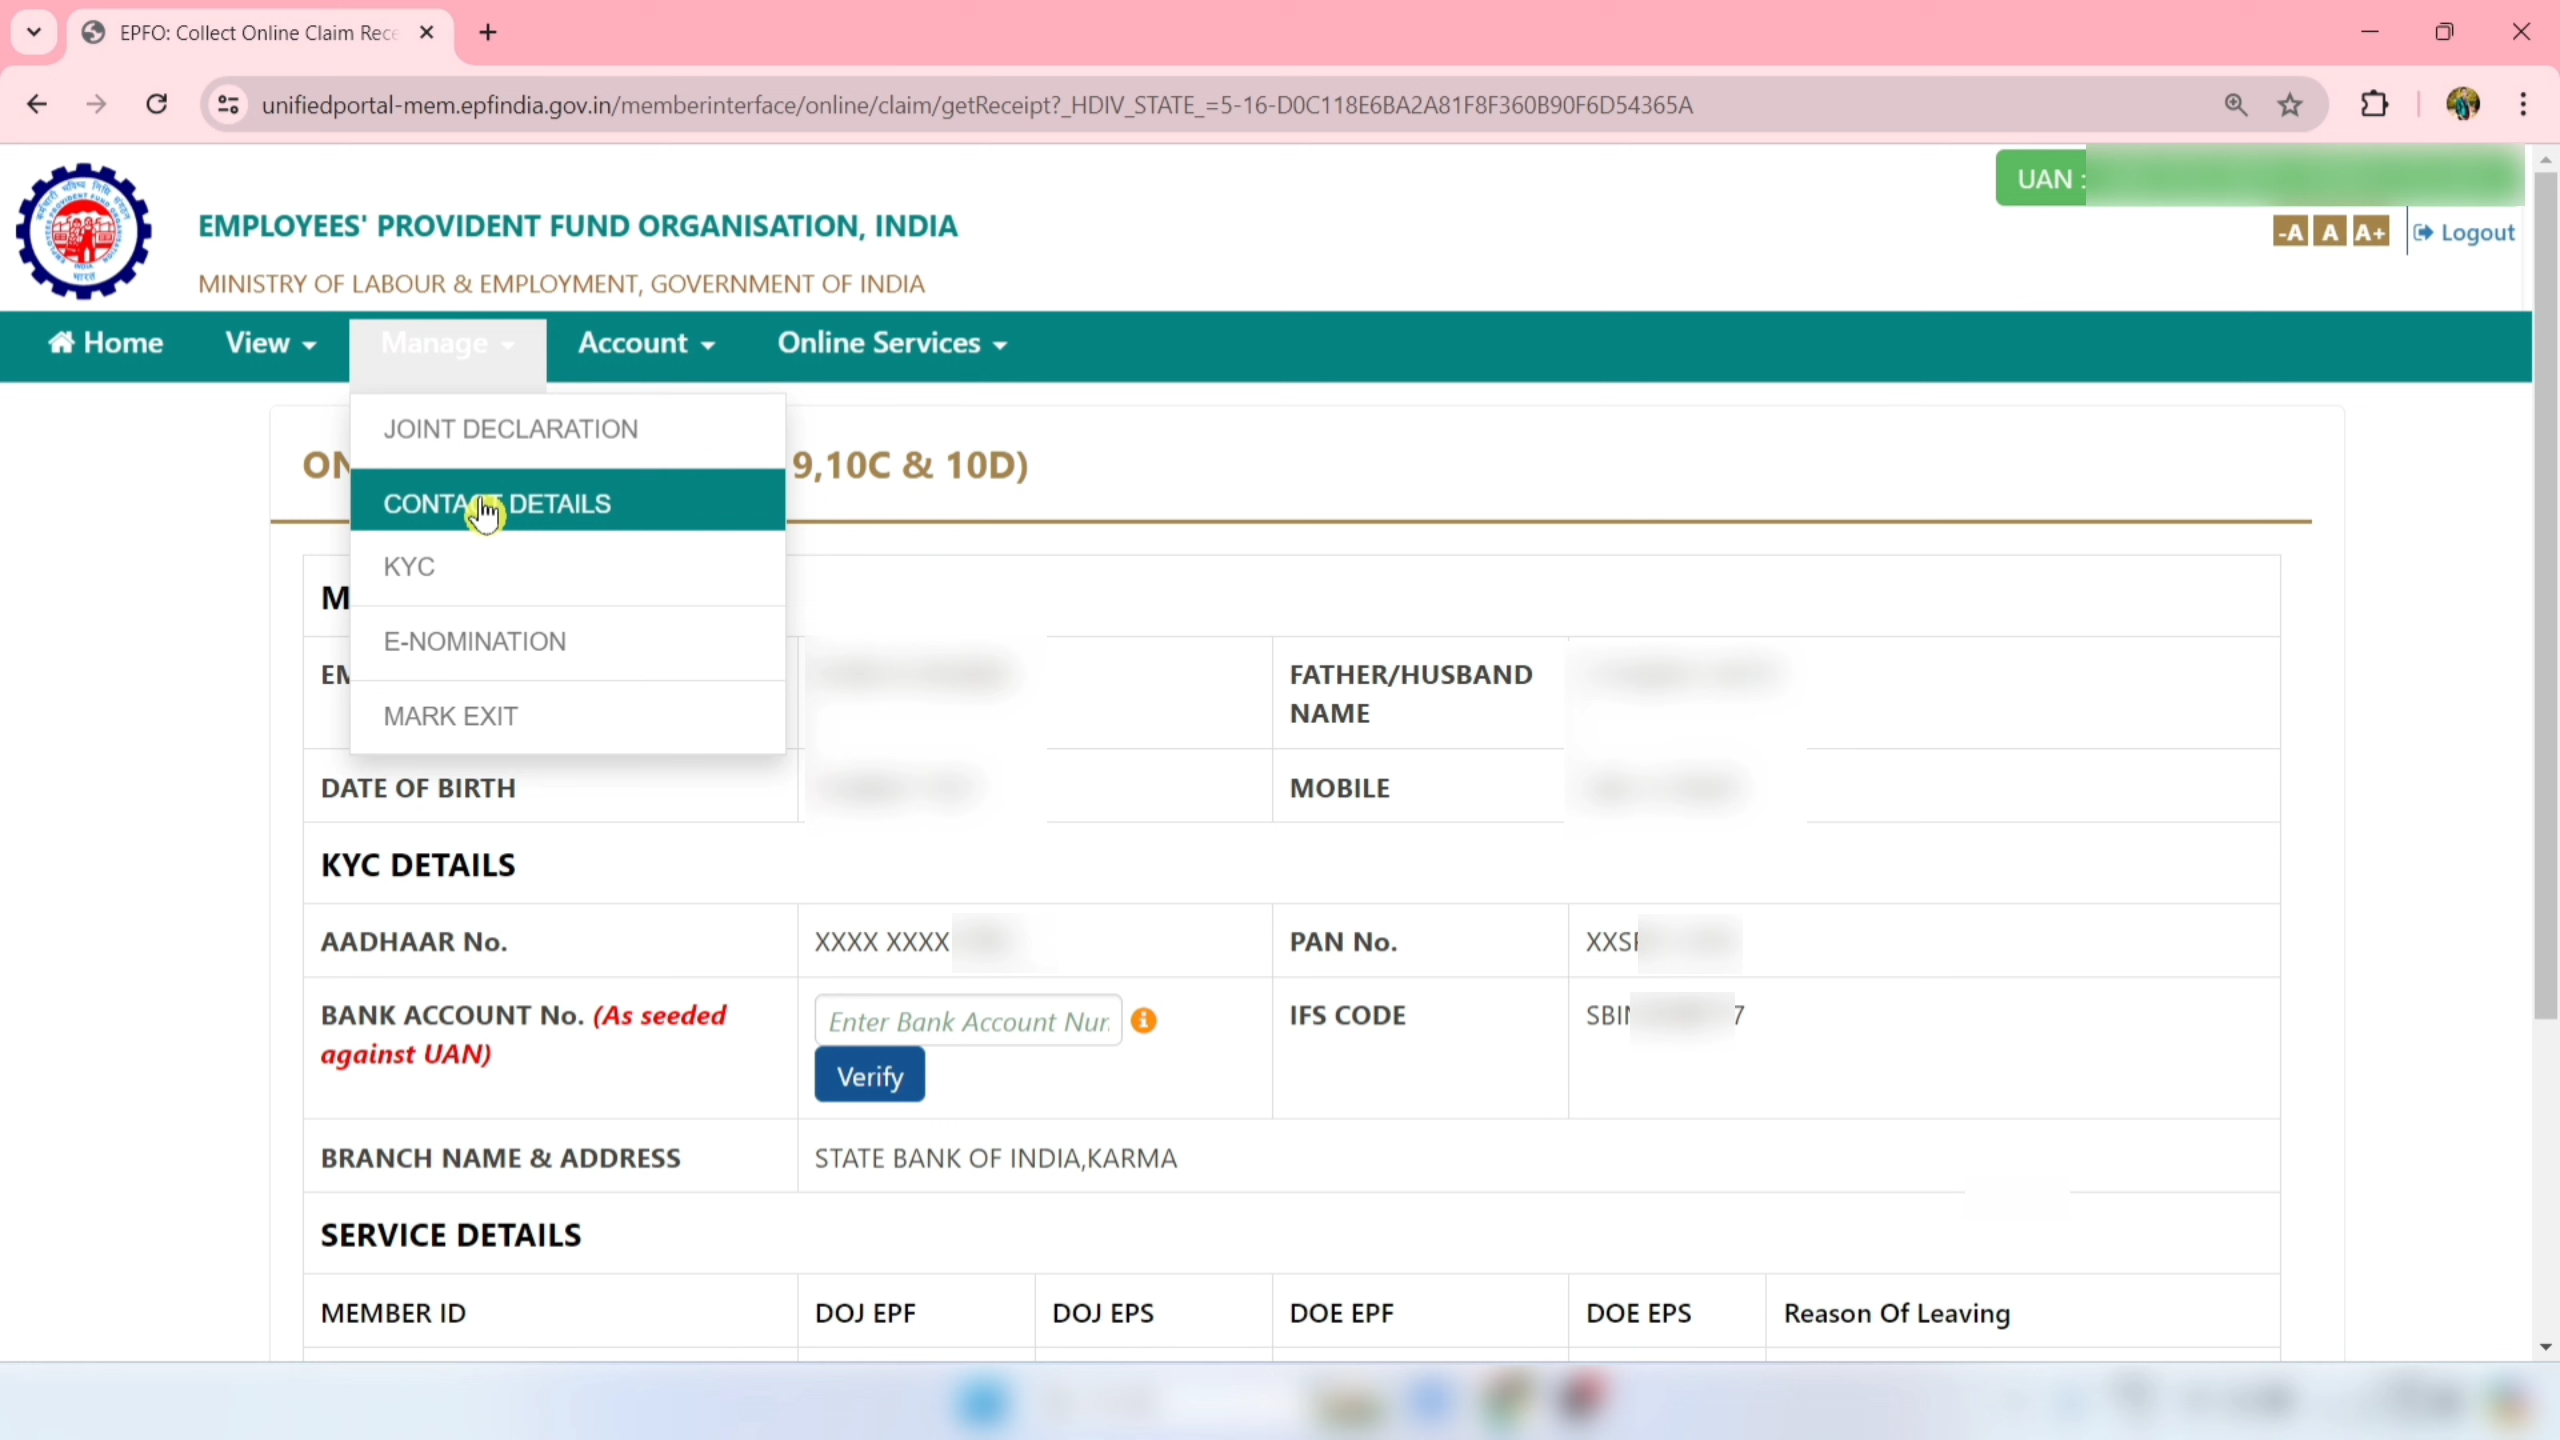 EPFO: Collect Online Claim Rece
unifiedportal-mem.epfindia.gov.in/memberinterface/online/claim/getReceipt?_HDIV_STATE_=5-16-D0C118E6BA2A81F8F360B90F6D54365A
UAN :
EMPLOYEES' PROVIDENT FUND ORGANISATION, INDIA
-A A A+ Logout
MINISTRY OF LABOUR & EMPLOYMENT, GOVERNMENT OF INDIA
Home View Manage Account Online Services
JOINT DECLARATION
ON 9,10C & 10D)
CONTACT DETAILS
KYC
M
E-NOMINATION
EM FATHER/HUSBAND
NAME
MARK EXIT
DATE OF BIRTH MOBILE
KYC DETAILS
AADHAAR No. XXXX XXXX PAN No. XXS
BANK ACCOUNT No. (As seeded
against UAN) Enter Bank Account Nur IFS CODE SBI 7
Verify
BRANCH NAME & ADDRESS STATE BANK OF INDIA,KARMA
SERVICE DETAILS
MEMBER ID DOJ EPF DOJ EPS DOE EPF DOE EPS Reason Of Leaving